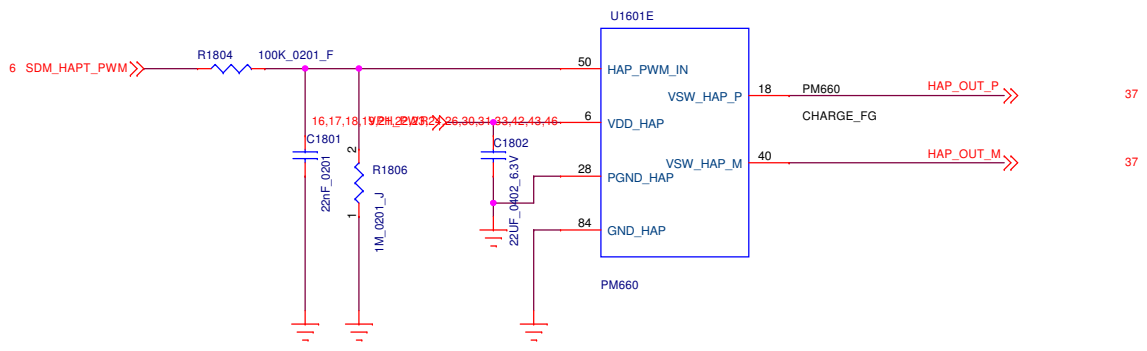 U1601E
R1804
100K_0201_F
6 SDM_HAPT_PWM
50
HAP_PWM_IN
18
PM660
HAP_OUT_P
37
VSW_HAP_P
CHARGE_FG
6
VDD_HAP
C1801
22nF_0201
2
R1806
1
1M_0201_J
C1802
22UF_0402_6.3V
28
PGND_HAP
40
VSW_HAP_M
HAP_OUT_M
37
84
GND_HAP
PM660